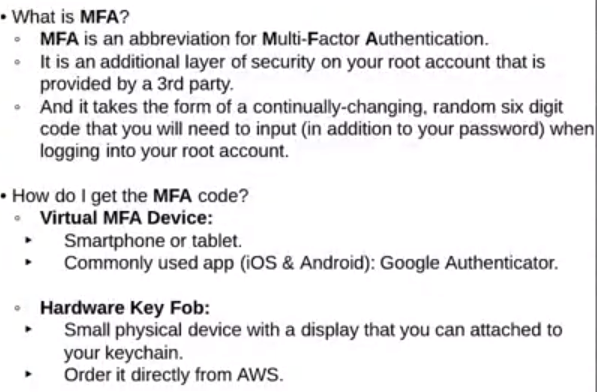 • What is MFA?
◦ MFA is an abbreviation for Multi-Factor Authentication.
◦ It is an additional layer of security on your root account that is
provided by a 3rd party.
◦ And it takes the form of a continually-changing, random six digit
code that you will need to input (in addition to your password) when
logging into your root account.
• How do I get the MFA code?
◦ Virtual MFA Device:
‣ Smartphone or tablet.
‣ Commonly used app (iOS & Android): Google Authenticator.
◦ Hardware Key Fob:
‣ Small physical device with a display that you can attached to
your keychain.
‣ Order it directly from AWS.